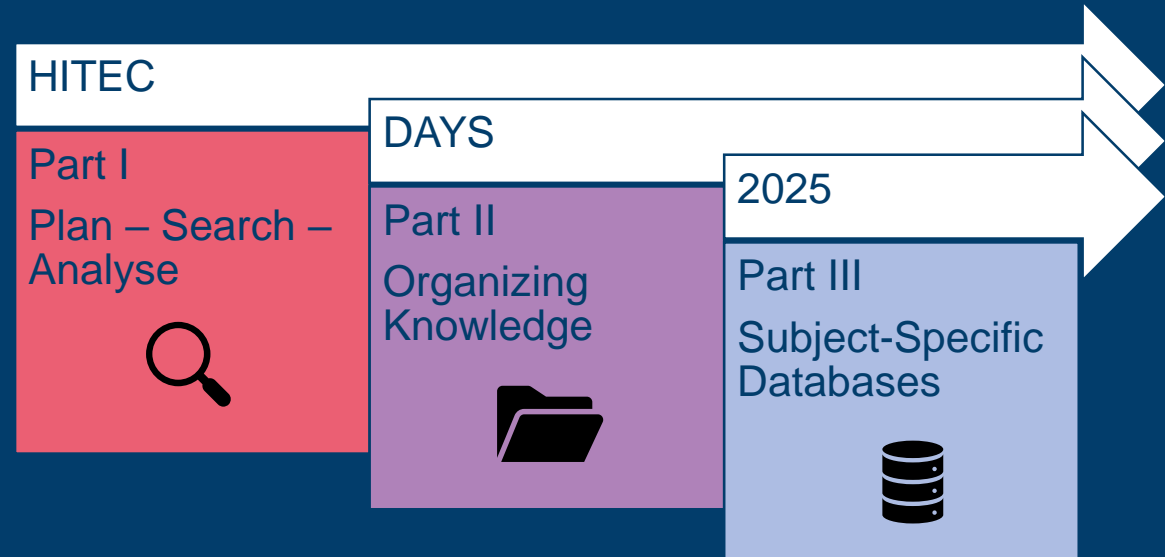 HITEC
Part I
Plan – Search –
Analyse
DAYS
Part II
Organizing
Knowledge
2025
Part III
Subject-Specific
Databases